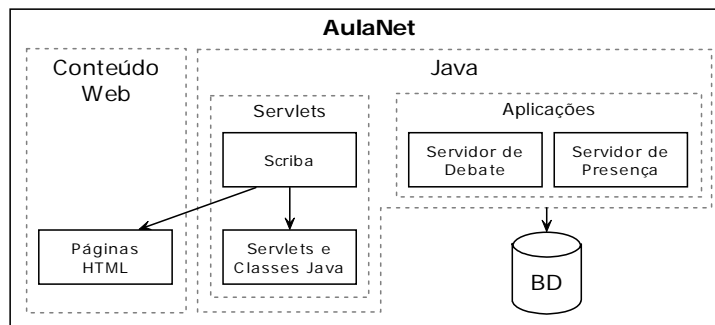 AulaNet
Conteúdo
Web
Java
Servlets
Scriba
Aplicações
Servidor de
Debate
Servidor de
Presença
Páginas
HTML
Servlets e
Classes Java
BD